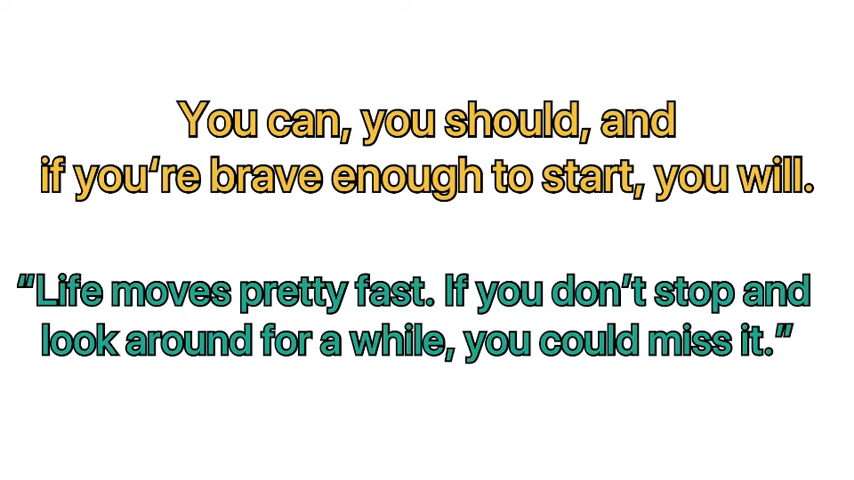 You can, you should, and
if you‘re brave enough to start, you will.
“Life moves pretty fast. If you don’t stop and
look around for a while, you could miss it.”